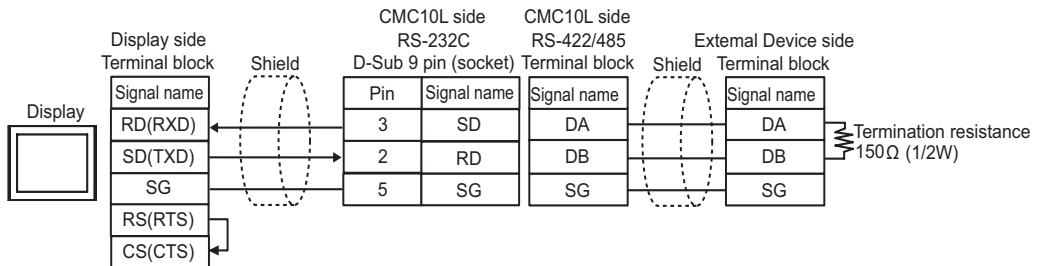 CMC10L side
RS-232C
D-Sub 9 pin (socket)
CMC10L side
RS-422/485
Terminal block
Display side
Terminal block
Shield
Shield
External Device side
Terminal block
Display
Signal name
Pin
Signal name
Signal name
Signal name
RD(RXD)
3
SD
DA
DA
SD(TXD)
2
RD
DB
DB
SG
5
SG
SG
SG
RS(RTS)
CS(CTS)
Termination resistance
150Ω (1/2W)